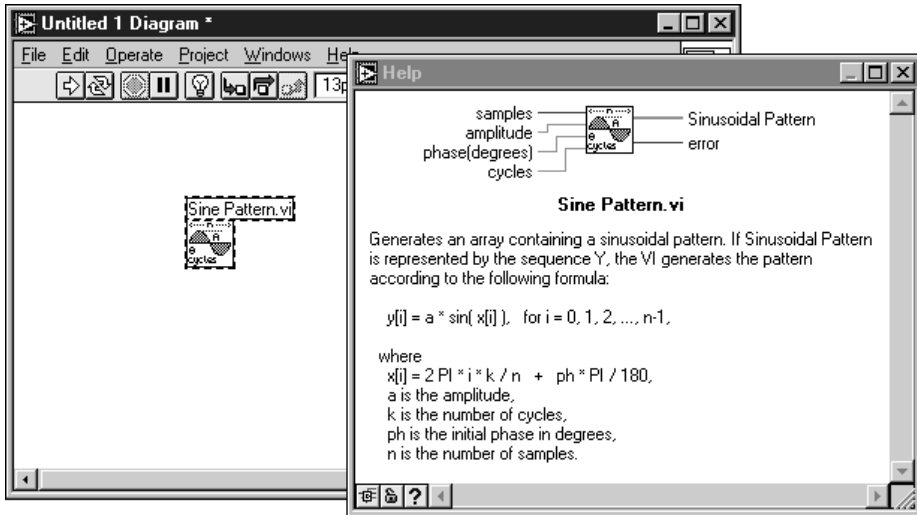 Untitled 1 Diagram *
File Edit Operate Project Windows Help
Sine Pattern.vi
n
A
θ
cycles
Help
samples
amplitude
phase(degrees)
cycles
n
A
θ
cycles
Sinusoidal Pattern
error
Sine Pattern.vi
Generates an array containing a sinusoidal pattern. If Sinusoidal Pattern
is represented by the sequence Y, the VI generates the pattern
according to the following formula:
y[i] = a * sin( x[i] ), for i = 0, 1, 2, ..., n-1,
where
x[i] = 2 PI * i * k / n + ph * PI / 180,
a is the amplitude,
k is the number of cycles,
ph is the initial phase in degrees,
n is the number of samples.
?